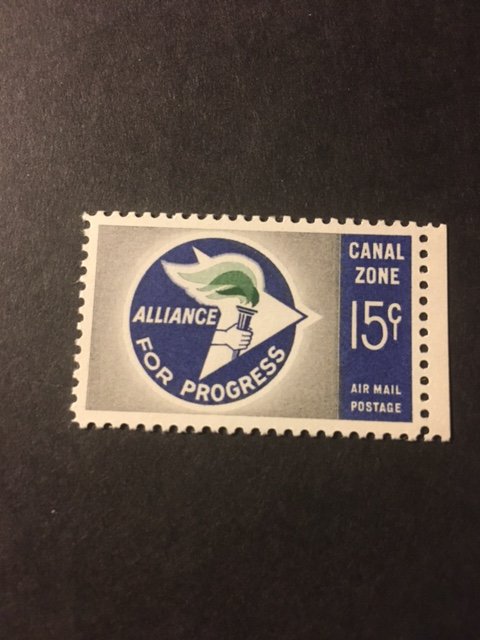 ALLIANCE
FOR PROGRESS
CANAL
ZONE
15¢
AIR MAIL
POSTAGE